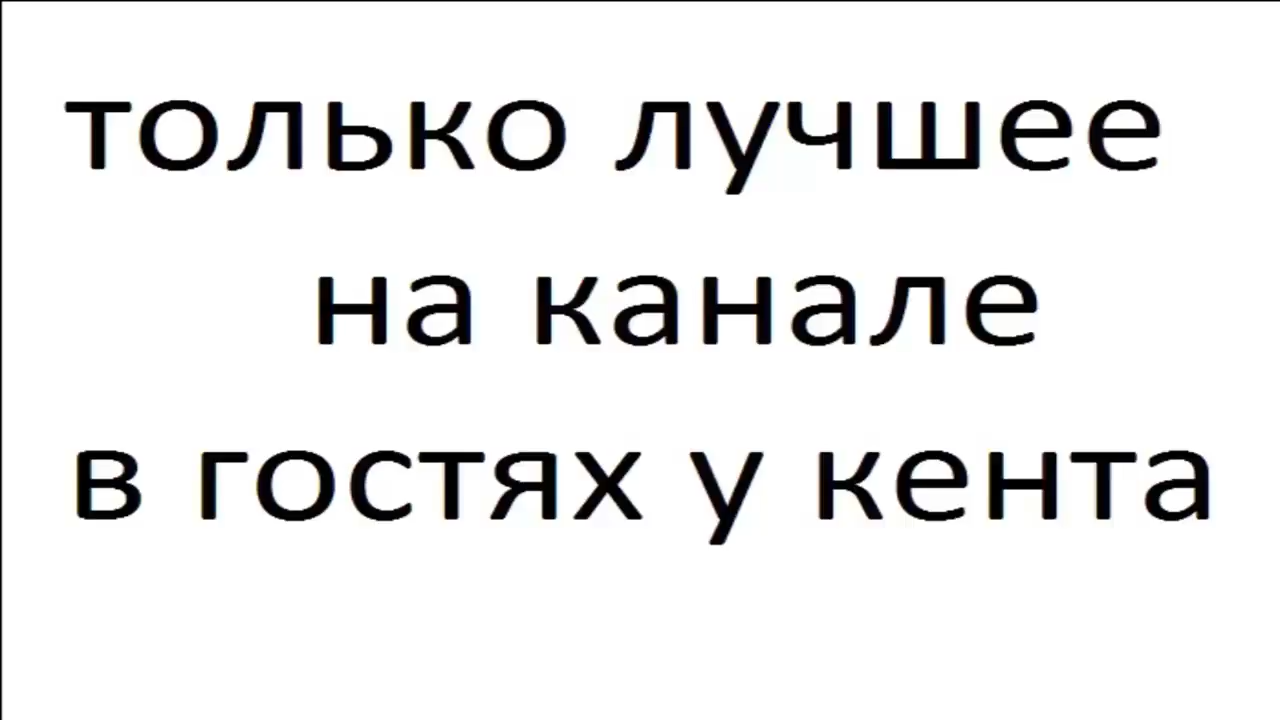 только лучшее
на канале
в гостях у кента